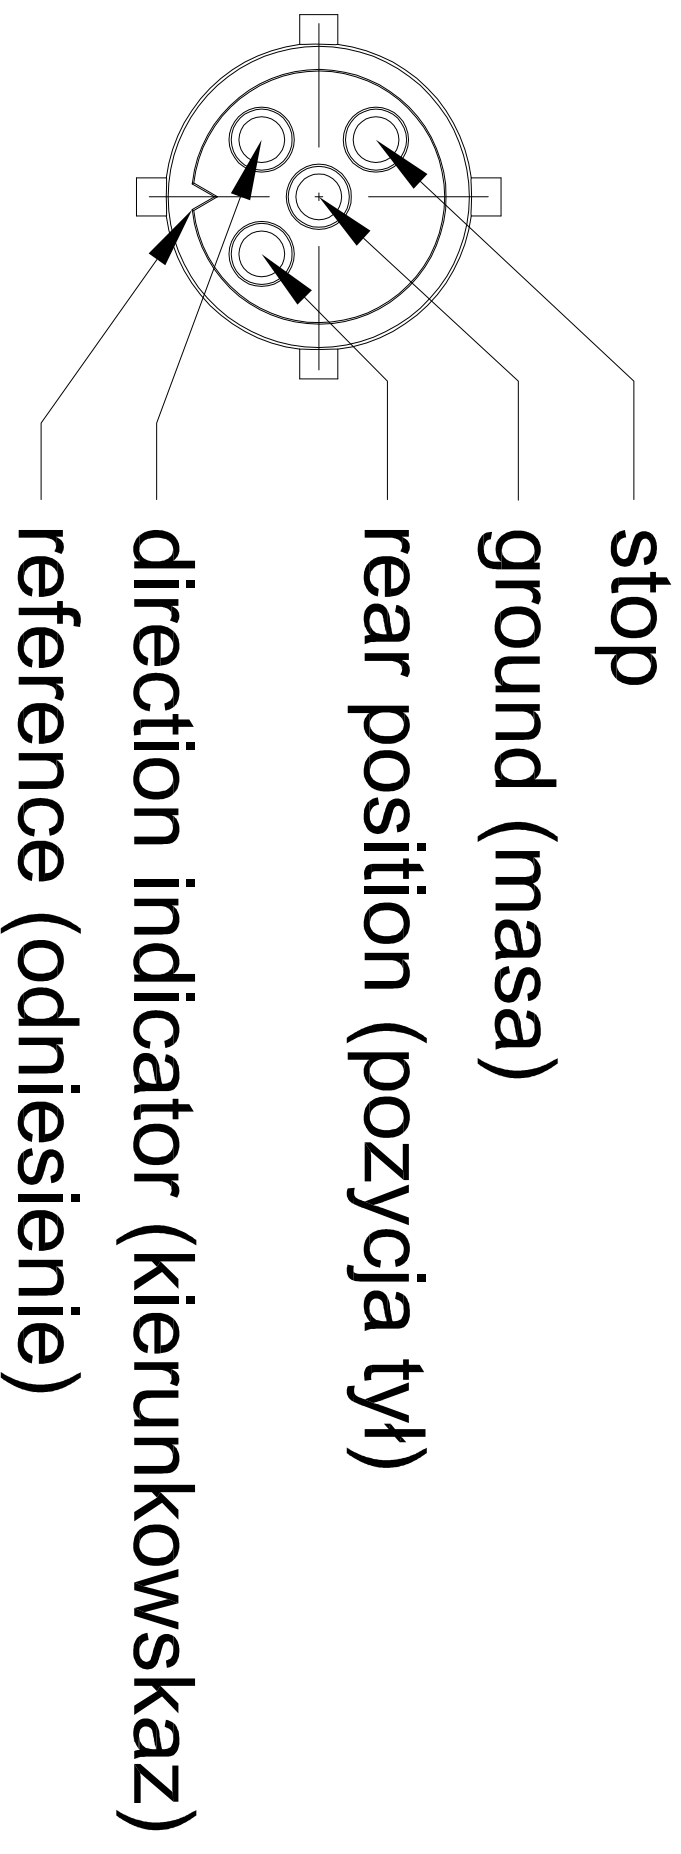 stop
ground (masa)
rear position (pozycja tył)
direction indicator (kierunkowskaz)
reference (odniesienie)